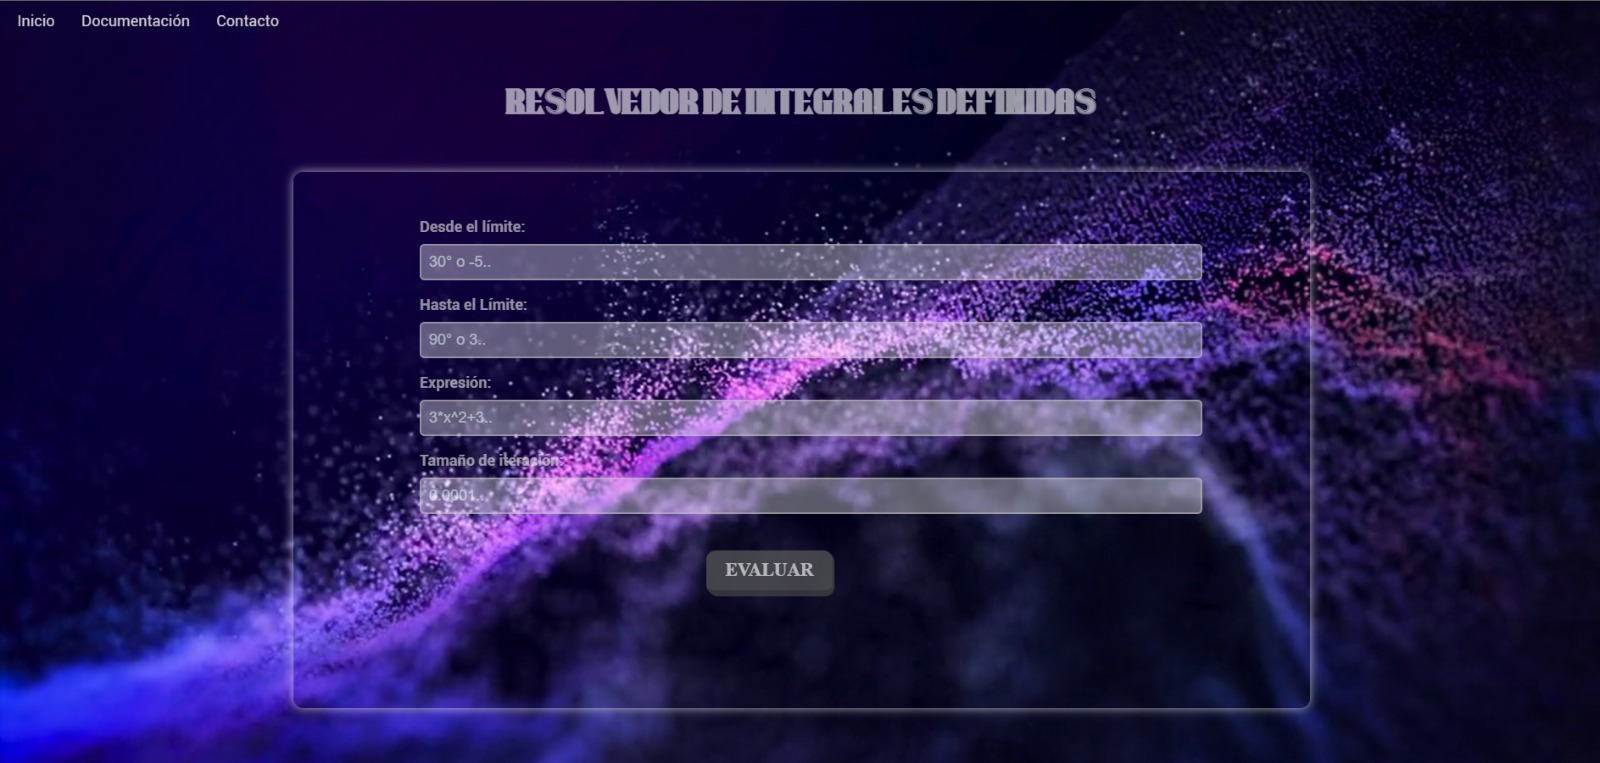 Inicio Documentación Contacto
RESOLVEDOR DE INTEGRALES DEFINIDAS
Desde el límite:
30° o -5..
Hasta el Límite:
90° o 3..
Expresión:
3*x^2+3..
Tamaño de iteración:
0.0001..
EVALUAR